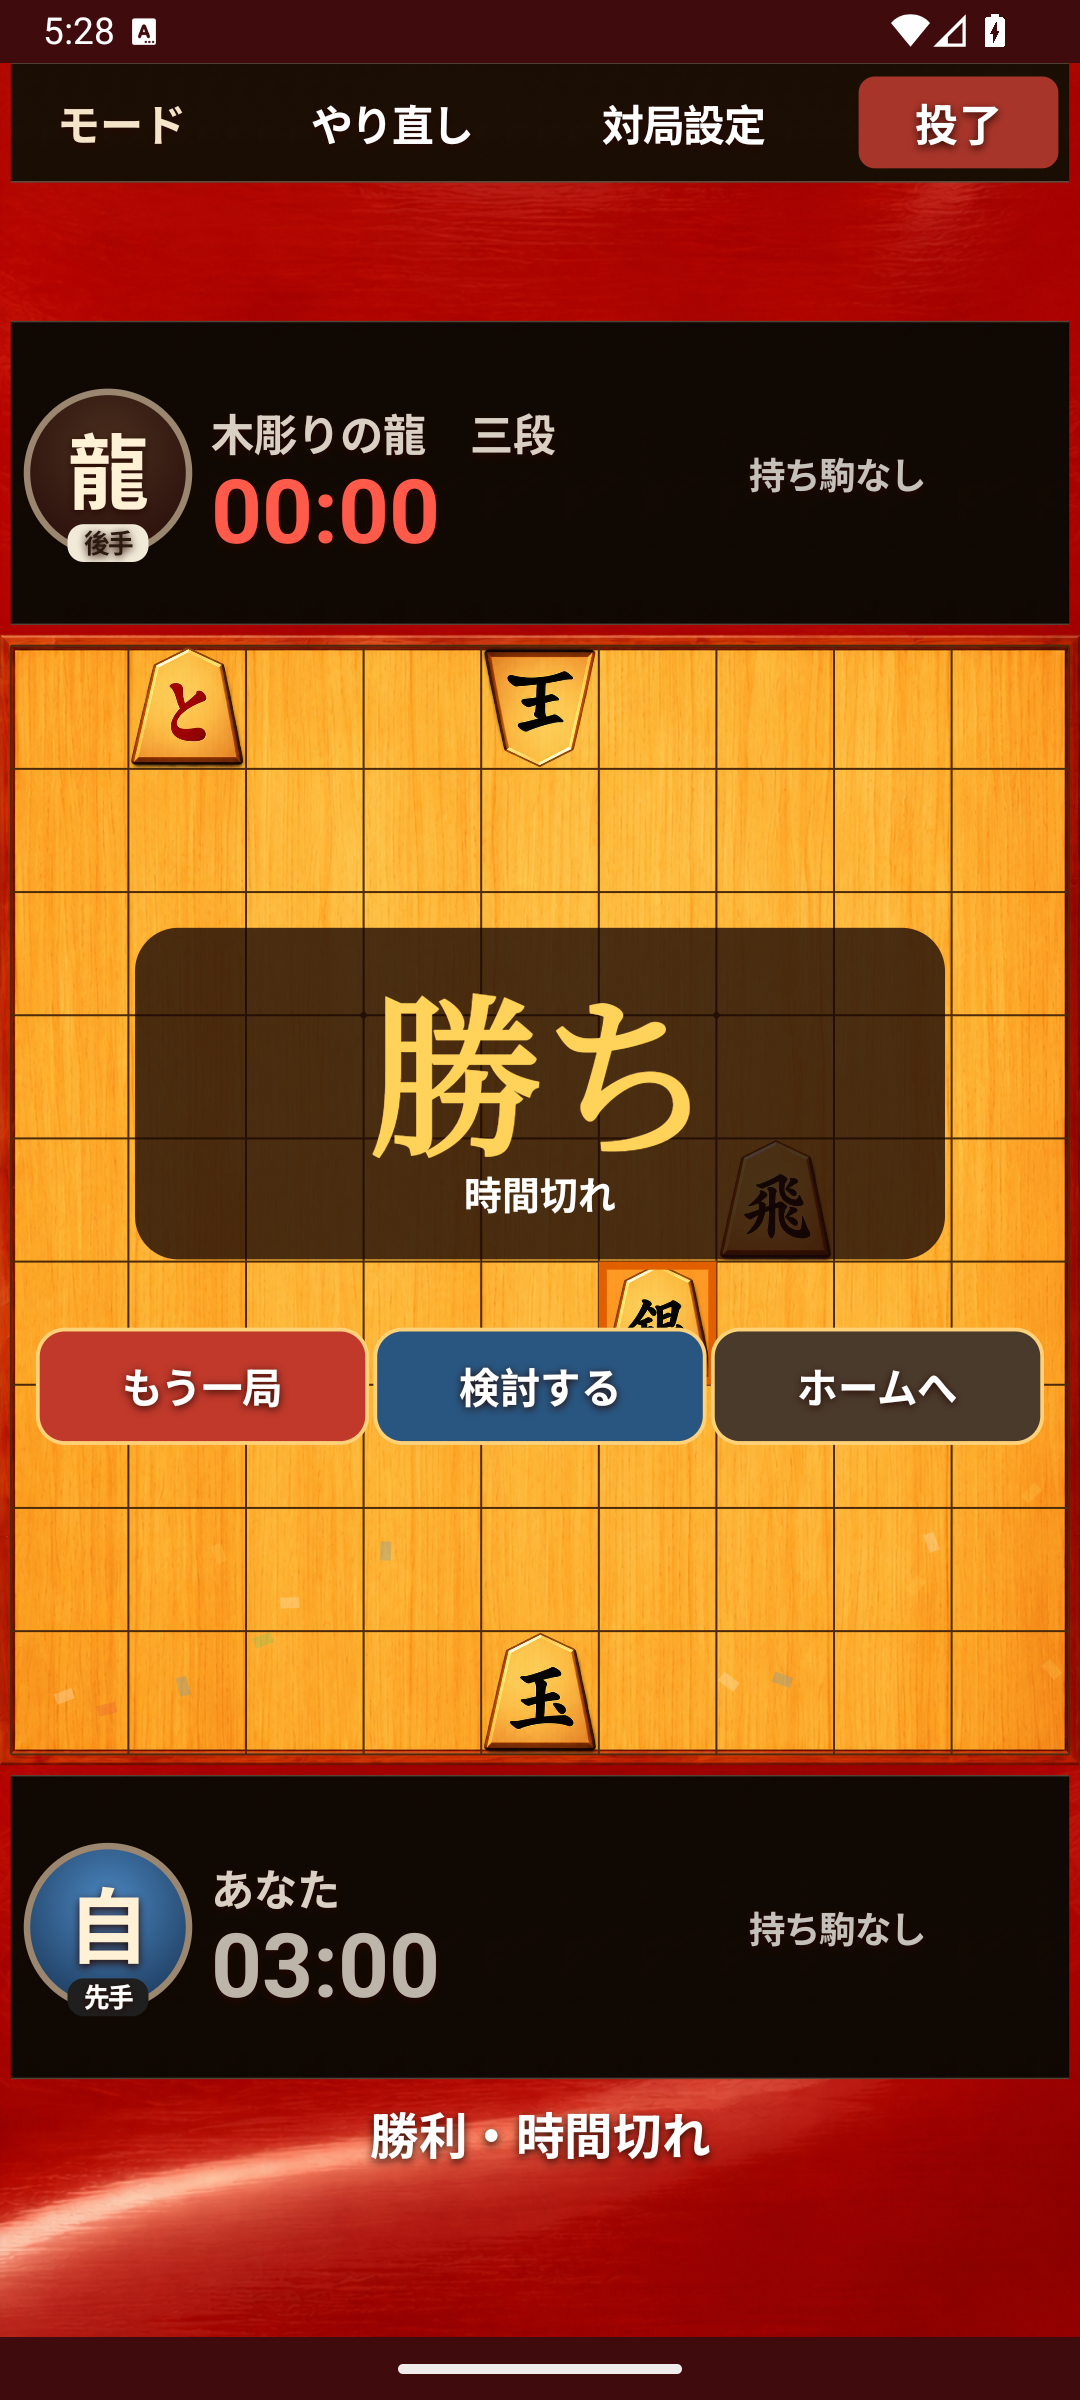 5:28
モード やり直し 対局設定 投了
龍
後手
木彫りの龍　三段
00:00
持ち駒なし
と
王
勝ち
時間切れ
飛
銀
もう一局 検討する ホームへ
玉
自
先手
あなた
03:00
持ち駒なし
勝利・時間切れ